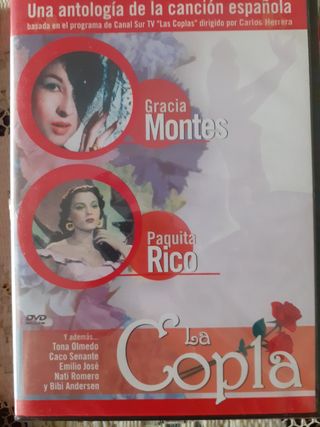 Una antología de la canción española
basada en el programa de Canal Sur TV "Las Coplas" dirigido por Carlos Herrera
Gracia
Montes
Paquita
Rico
DVD
Y además...
Tona Olmedo
Caco Senante
Emilio José
Nati Romero
y Bibi Andersen
La
Copla